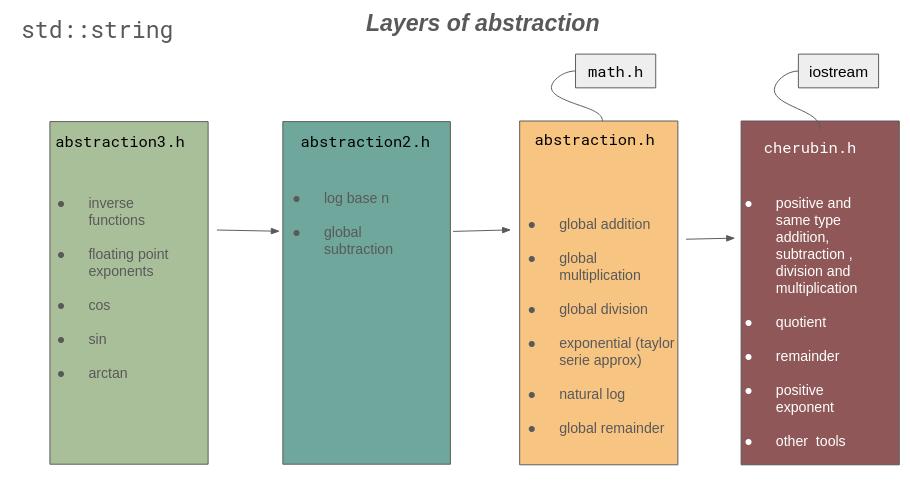 std::string
Layers of abstraction
math.h
iostream
abstraction3.h
● inverse
functions
● floating point
exponents
● cos
● sin
● arctan
abstraction2.h
● log base n
● global
subtraction
abstraction.h
● global addition
● global
multiplication
● global division
● exponential (taylor
serie approx)
● natural log
● global remainder
cherubin.h
● positive and
same type
addition,
subtraction ,
division and
multiplication
● quotient
● remainder
● positive
exponent
● other tools